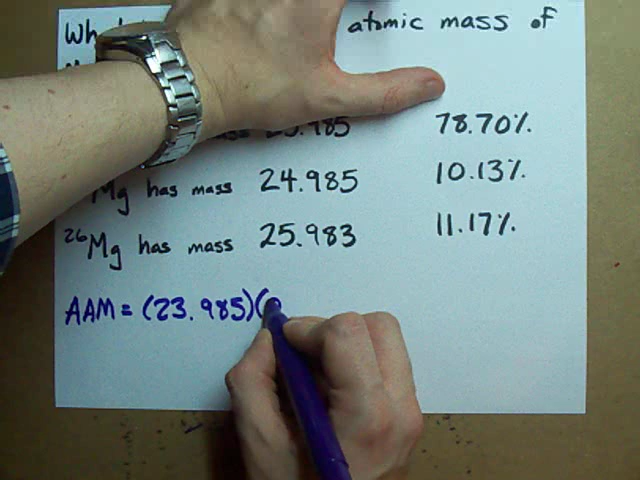 atomic mass of
78.70%
Mg has mass 24.985 10.13%
26Mg has mass 25.983 11.17%
AAM = (23.985)(